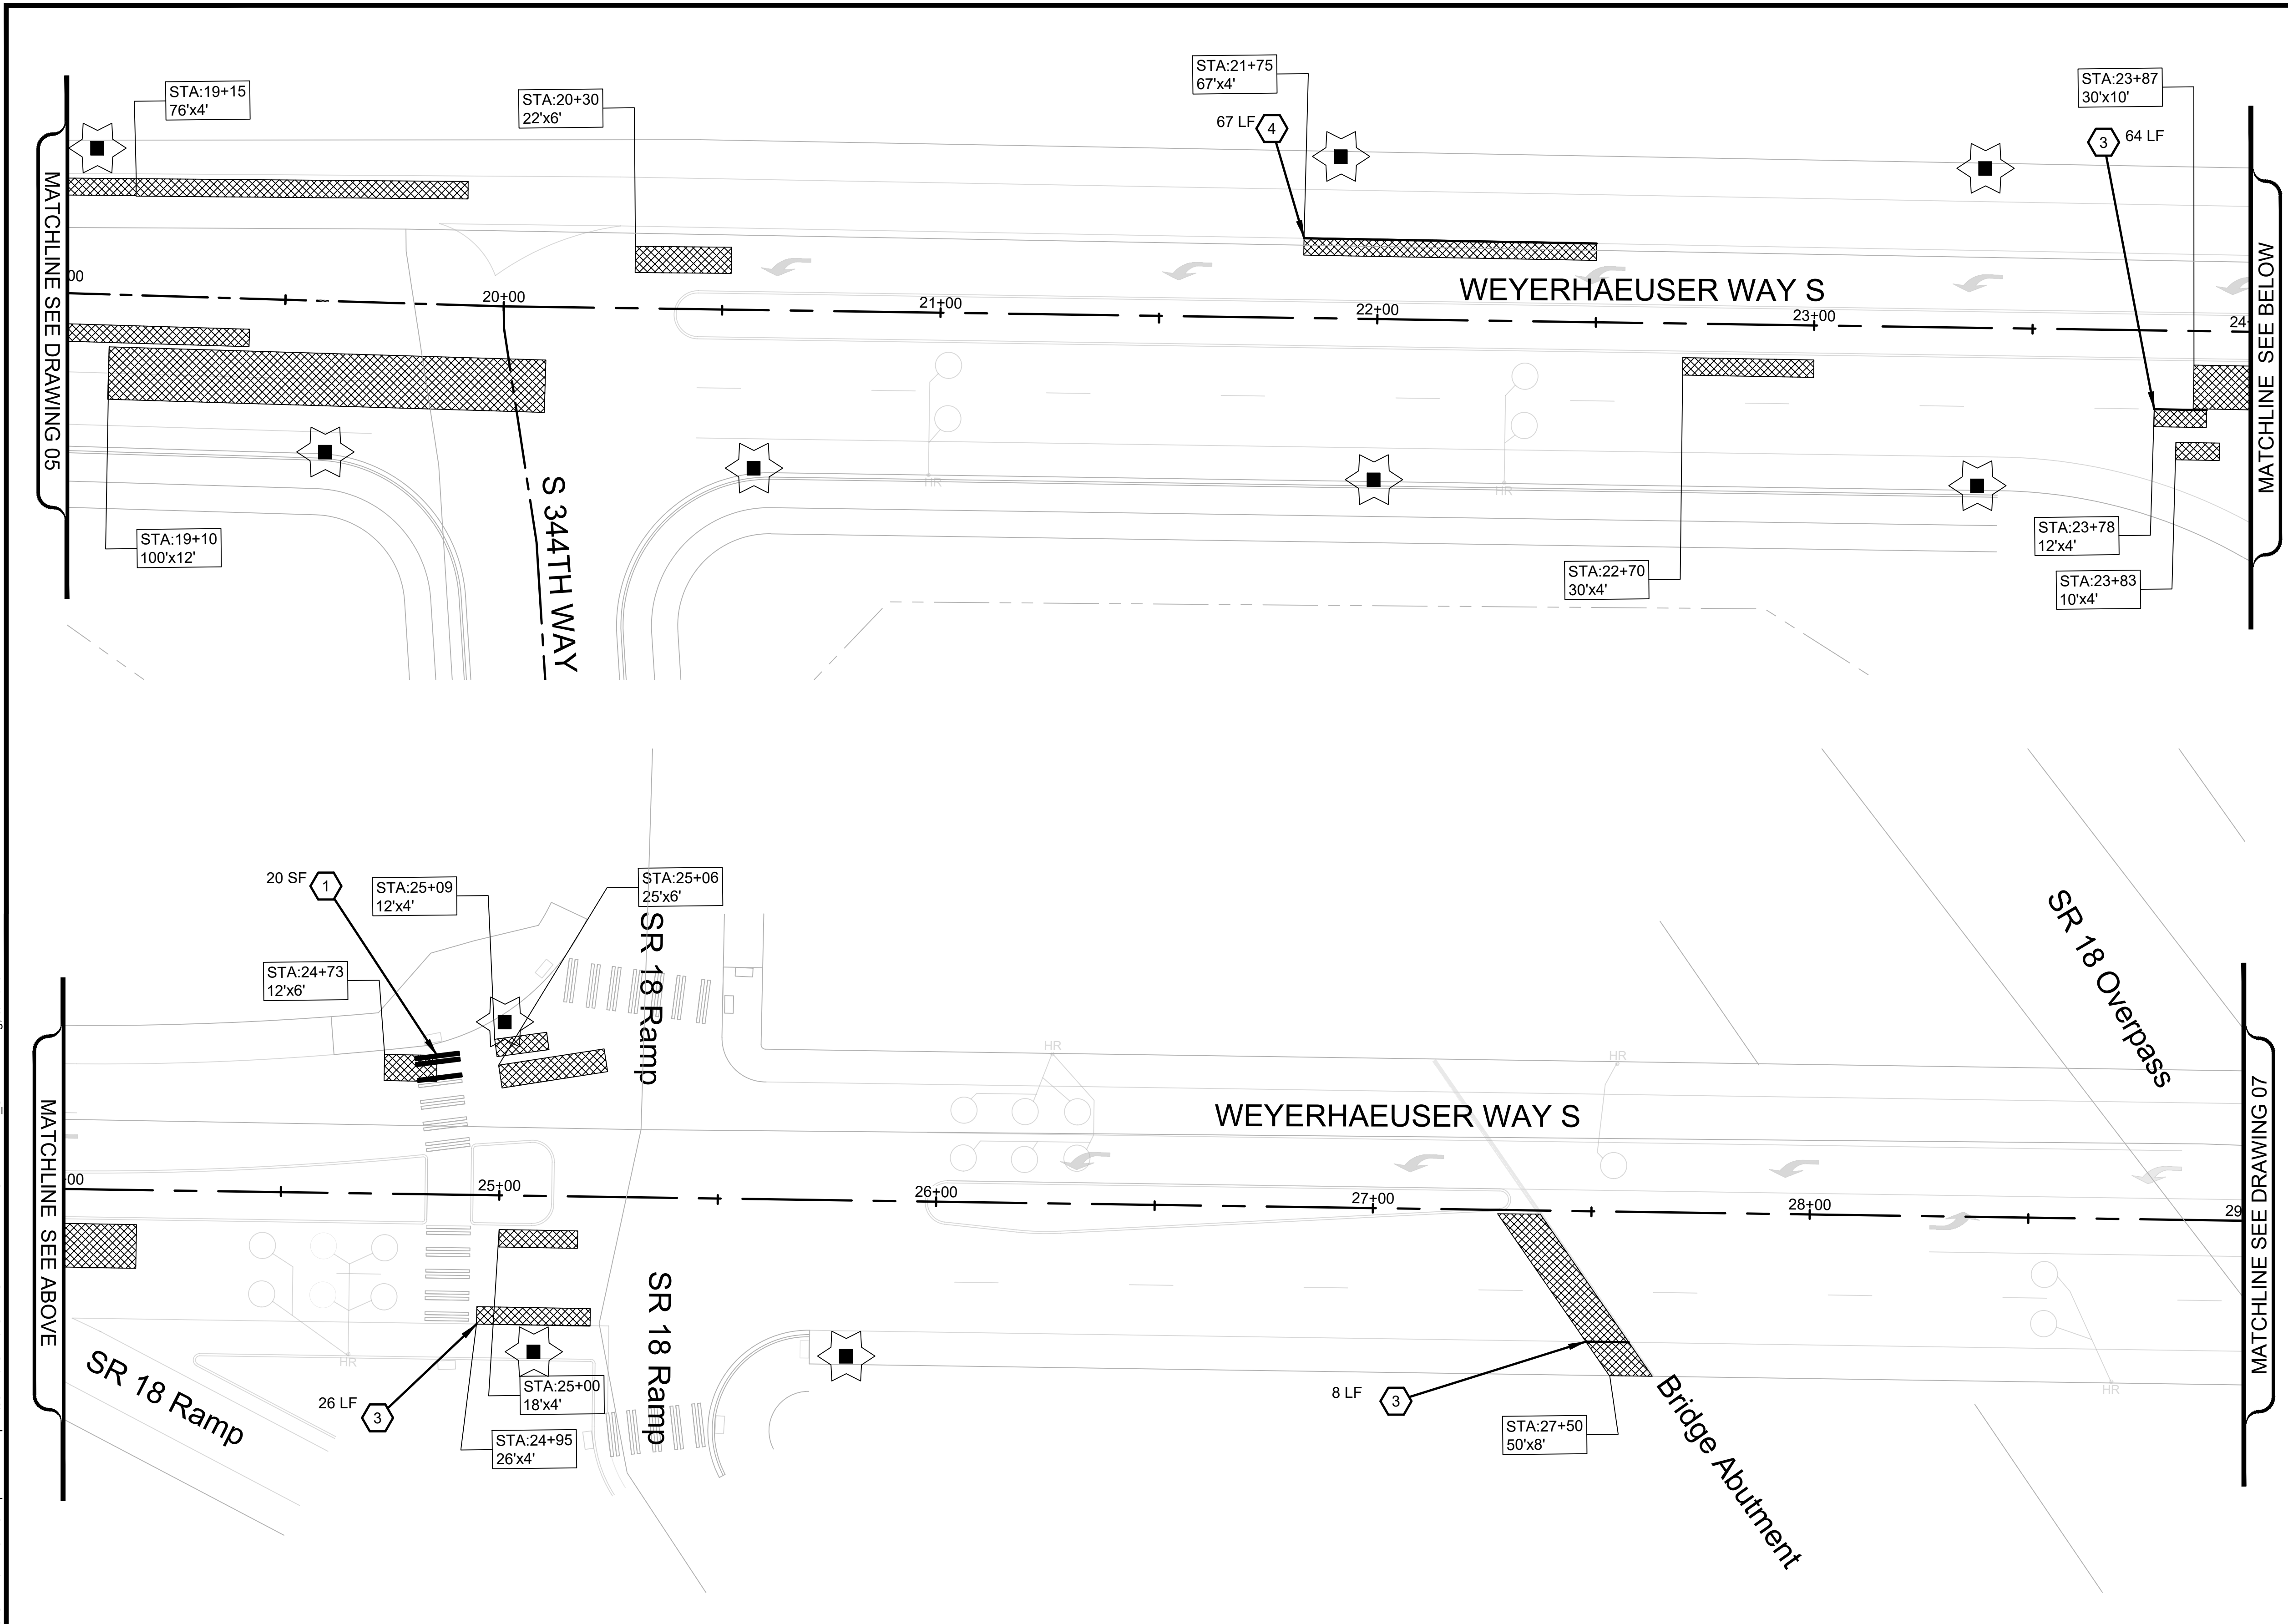 STA:19+15
76'x4'
STA:20+30
22'x6'
STA:21+75
67'x4'
67 LF
4
STA:23+87
30'x10'
3
64 LF
MATCHLINE SEE DRAWING 05
00
20+00
21+00
22+00
23+00
24+
WEYERHAEUSER WAY S
MATCHLINE SEE BELOW
HR
HR
S 344TH WAY
STA:19+10
100'x12'
STA:22+70
30'x4'
STA:23+78
12'x4'
STA:23+83
10'x4'
20 SF
1
STA:25+09
12'x4'
STA:25+06
25'x6'
STA:24+73
12'x6'
SR 18 Ramp
SR 18 Overpass
HR
HR
WEYERHAEUSER WAY S
MATCHLINE SEE ABOVE
00
25+00
26+00
27+00
28+00
29
MATCHLINE SEE DRAWING 07
SR 18 Ramp
HR
SR 18 Ramp
26 LF
3
STA:25+00
18'x4'
STA:24+95
26'x4'
8 LF
3
STA:27+50
50'x8'
Bridge Abutment
HR